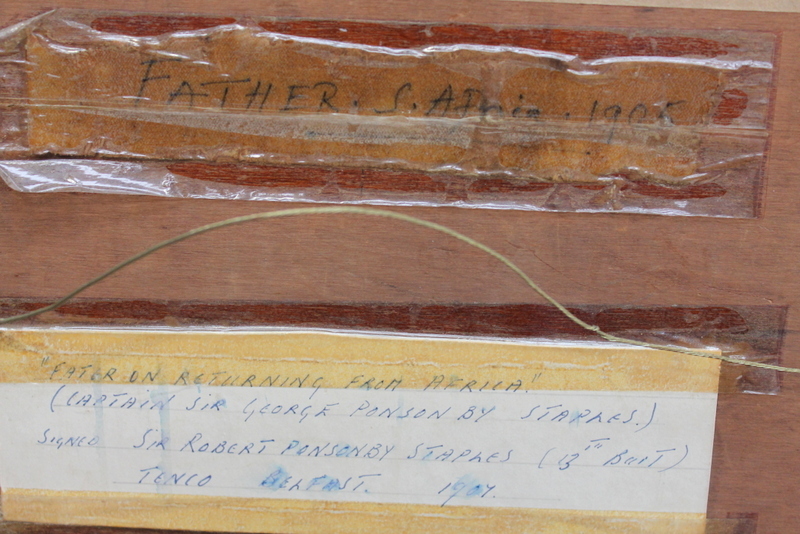 FATHER. S. Africa. 1905
"FATER ON RETURNING FROM AFRICA."
(CAPTAIN SIR GEORGE PONSONBY STAPLES.)
SIGNED SIR ROBERT PONSONBY STAPLES (13TH BART)
BELFAST. 1907.